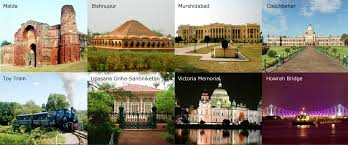 Malda
Bishnupur
Murshidabad
Coochbehar
Toy Train
Upasana Griha-Santiniketan
Victoria Memorial
Howrah Bridge